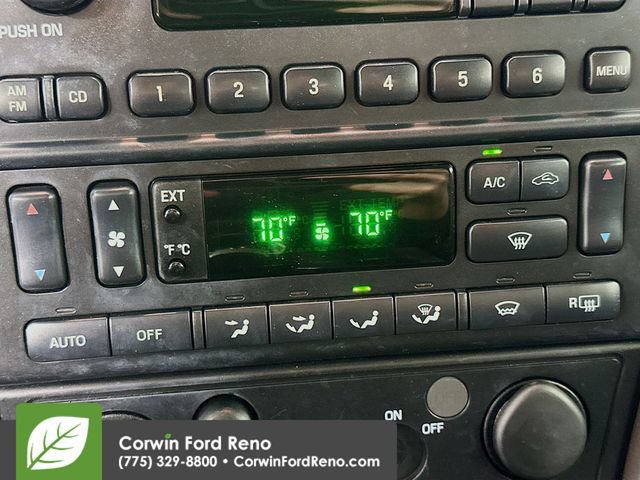 PUSH ON
AM
FM
CD
1
2
3
4
5
6
MENU
EXT
°F°C
70°F
70°F
A/C
AUTO
OFF
R
ON
OFF
Corwin Ford Reno
(775) 329-8800 • CorwinFordReno.com